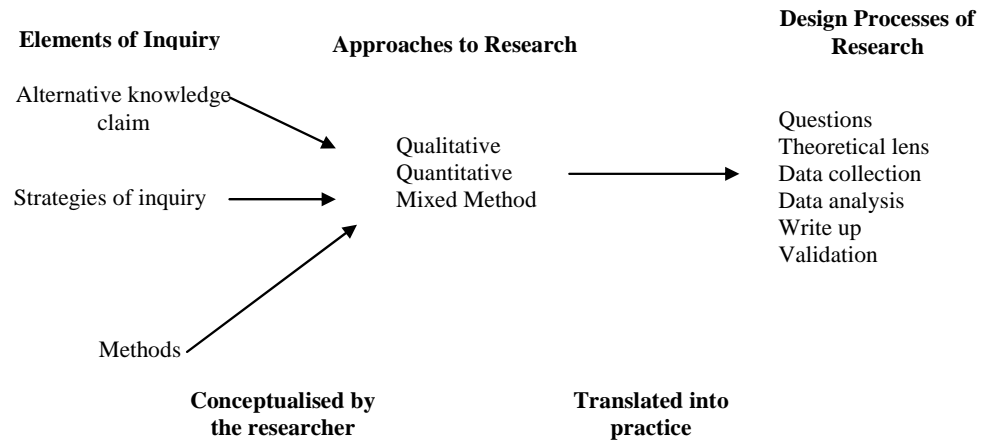 Elements of Inquiry
Approaches to Research
Design Processes of
Research
Alternative knowledge
claim
Strategies of inquiry
Methods
Qualitative
Quantitative
Mixed Method
Questions
Theoretical lens
Data collection
Data analysis
Write up
Validation
Conceptualised by
the researcher
Translated into
practice